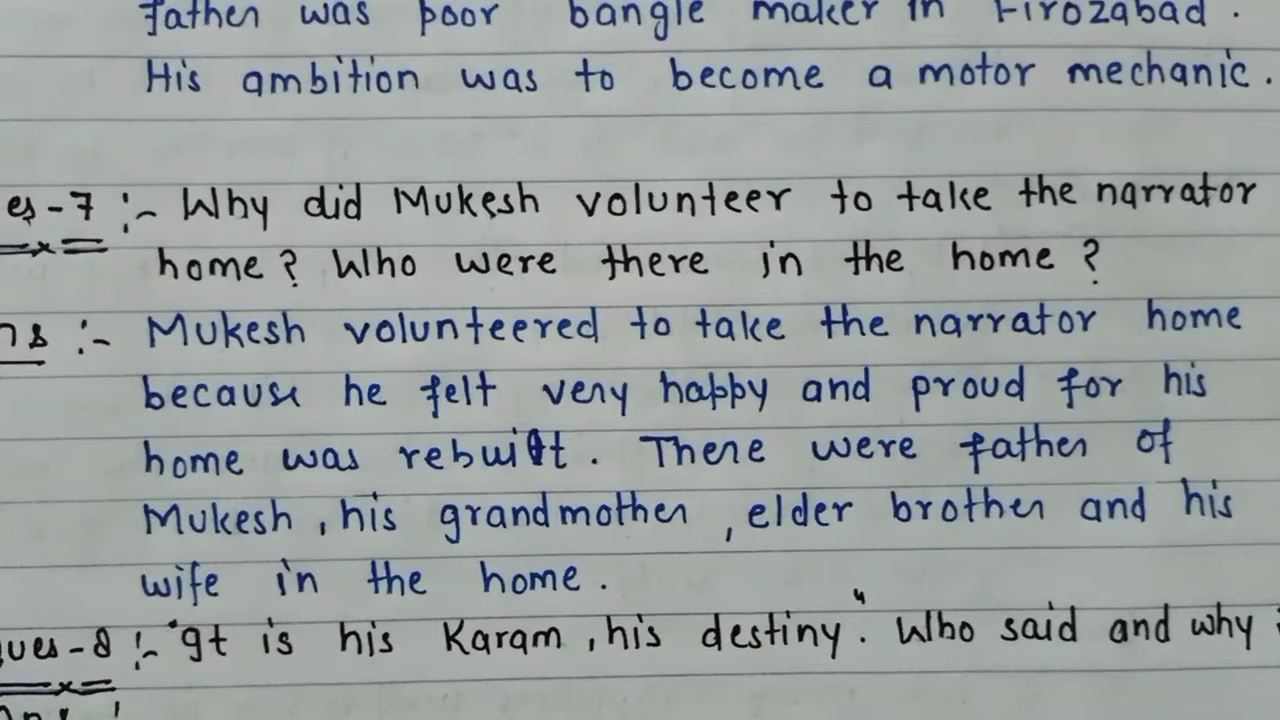 father was poor bangle maker in Firozabad.
His ambition was to become a motor mechanic.
es-7 :- Why did Mukesh volunteer to take the narrator
home? Who were there in the home?
ns :- Mukesh volunteered to take the narrator home
because he felt very happy and proud for his
home was rebuilt. There were father of
Mukesh, his grandmother, elder brother and his
wife in the home.
ues-8 :- "It is his Karam, his destiny". Who said and why